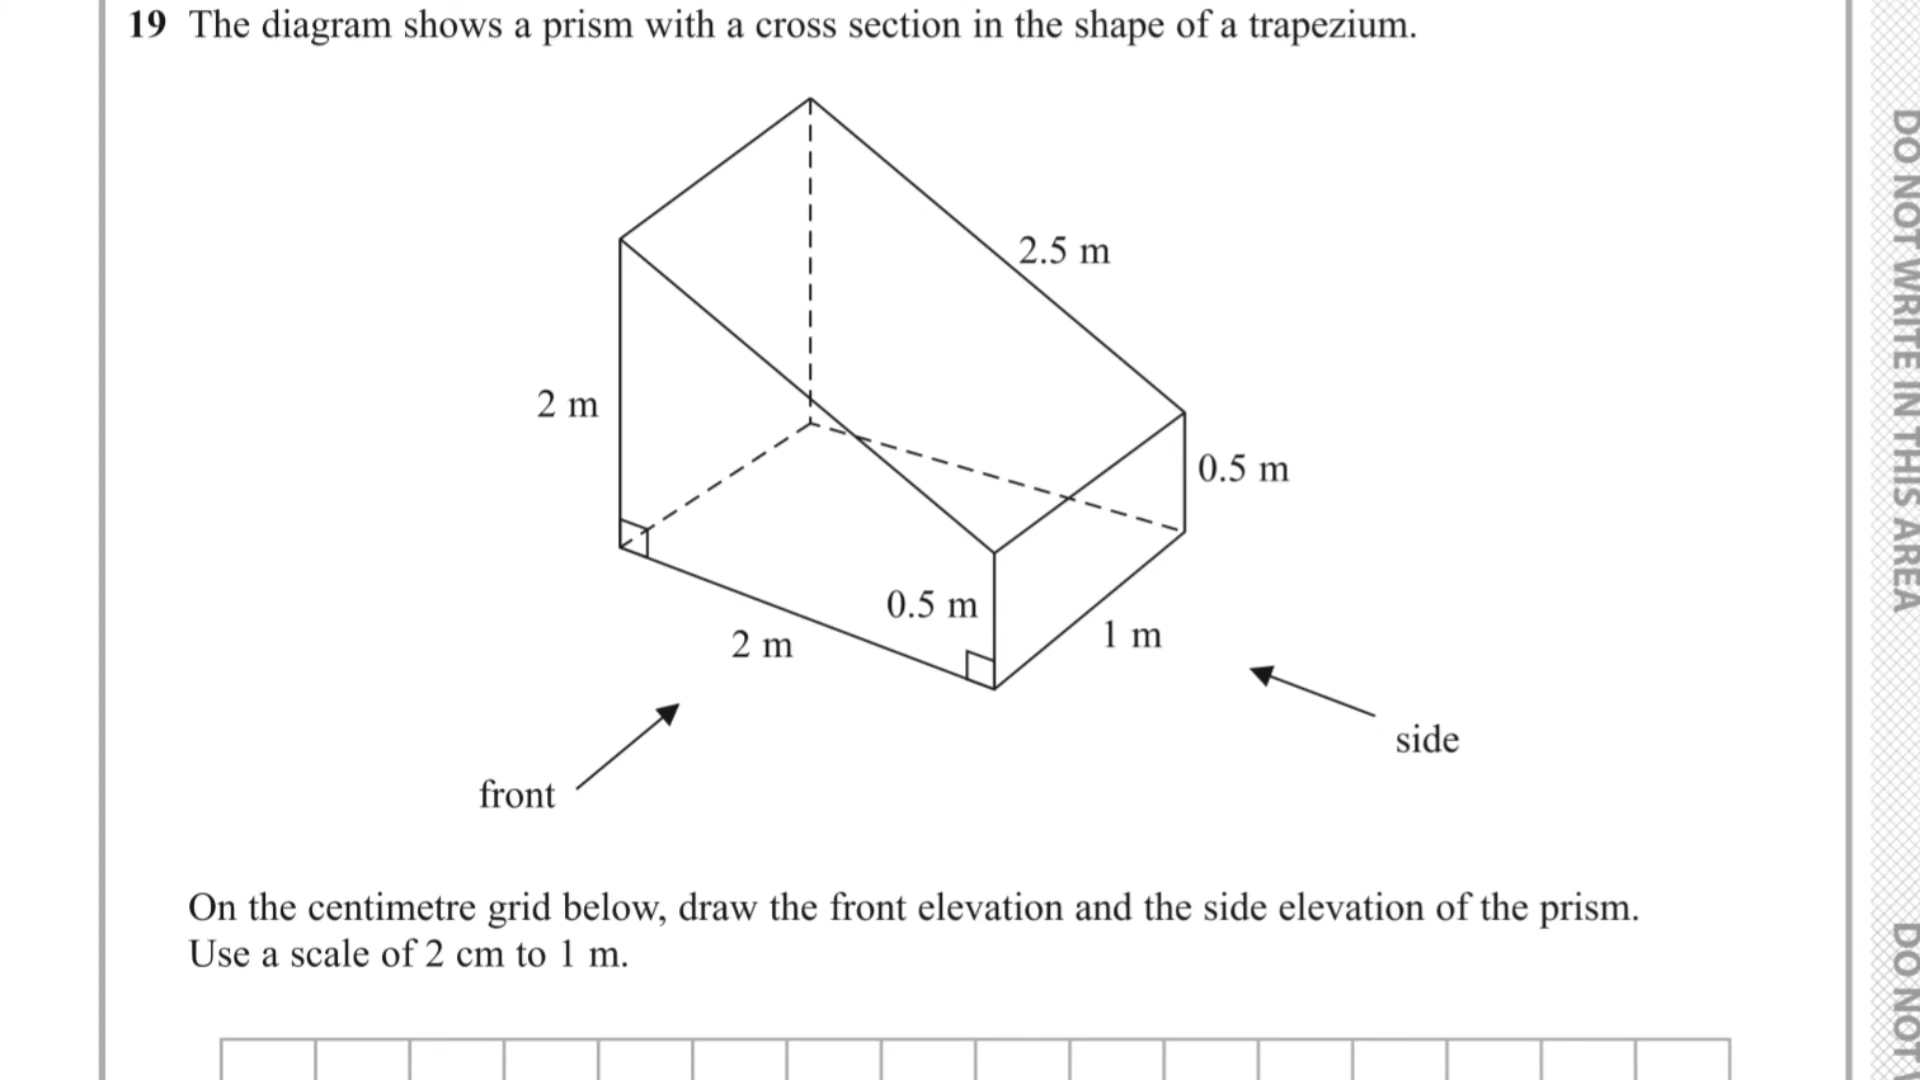 19 The diagram shows a prism with a cross section in the shape of a trapezium.
2.5 m
2 m
0.5 m
0.5 m
2 m
1 m
side
front
On the centimetre grid below, draw the front elevation and the side elevation of the prism.
Use a scale of 2 cm to 1 m.
DO NOT WRITE IN THIS AREA
DO NOT